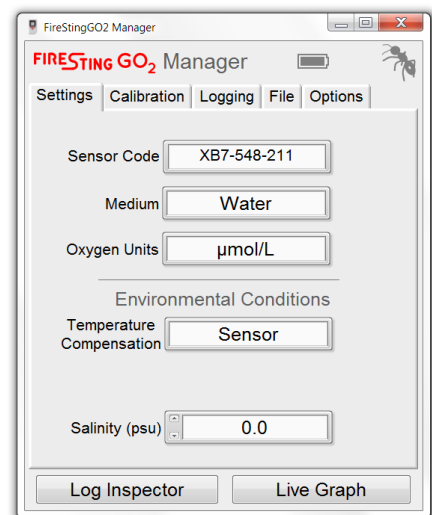 FireStingGO2 Manager
FIRESTING GO2 Manager
Settings Calibration Logging File Options
Sensor Code XB7-548-211
Medium Water
Oxygen Units µmol/L
Environmental Conditions
Temperature
Compensation Sensor
Salinity (psu) 0.0
Log Inspector Live Graph